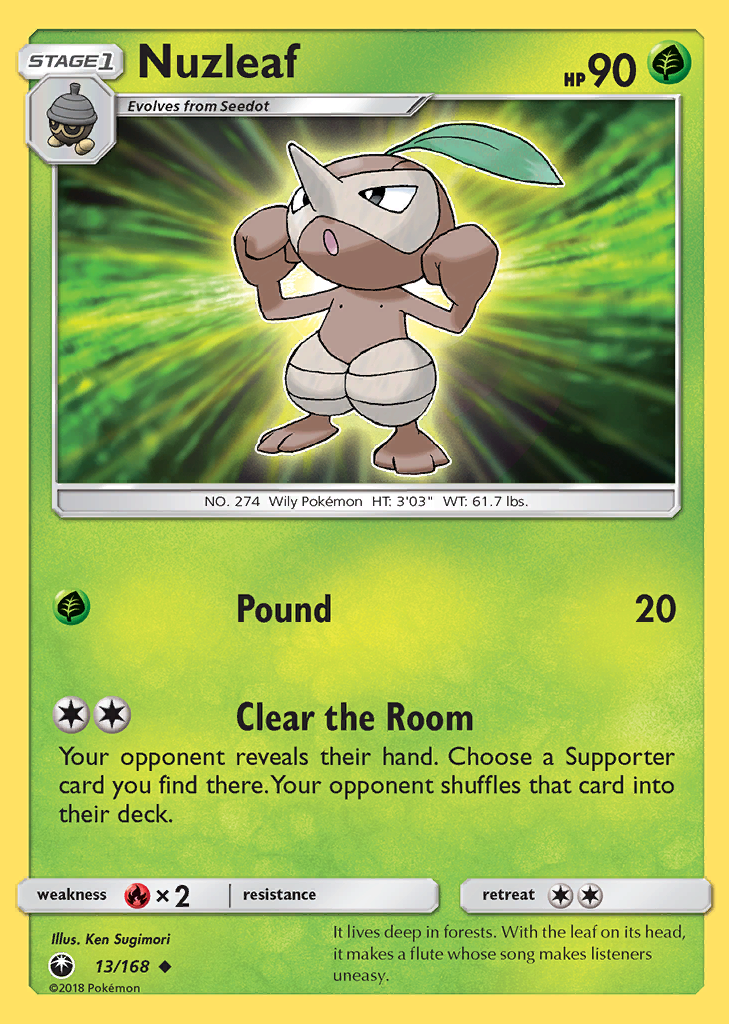 STAGE1
Nuzleaf
HP90
Evolves from Seedot
NO. 274 Wily Pokémon HT: 3'03" WT: 61.7 lbs.
Pound 20
Clear the Room
Your opponent reveals their hand. Choose a Supporter
card you find there. Your opponent shuffles that card into
their deck.
weakness ×2 resistance retreat
Illus. Ken Sugimori
13/168
©2018 Pokémon
It lives deep in forests. With the leaf on its head,
it makes a flute whose song makes listeners
uneasy.